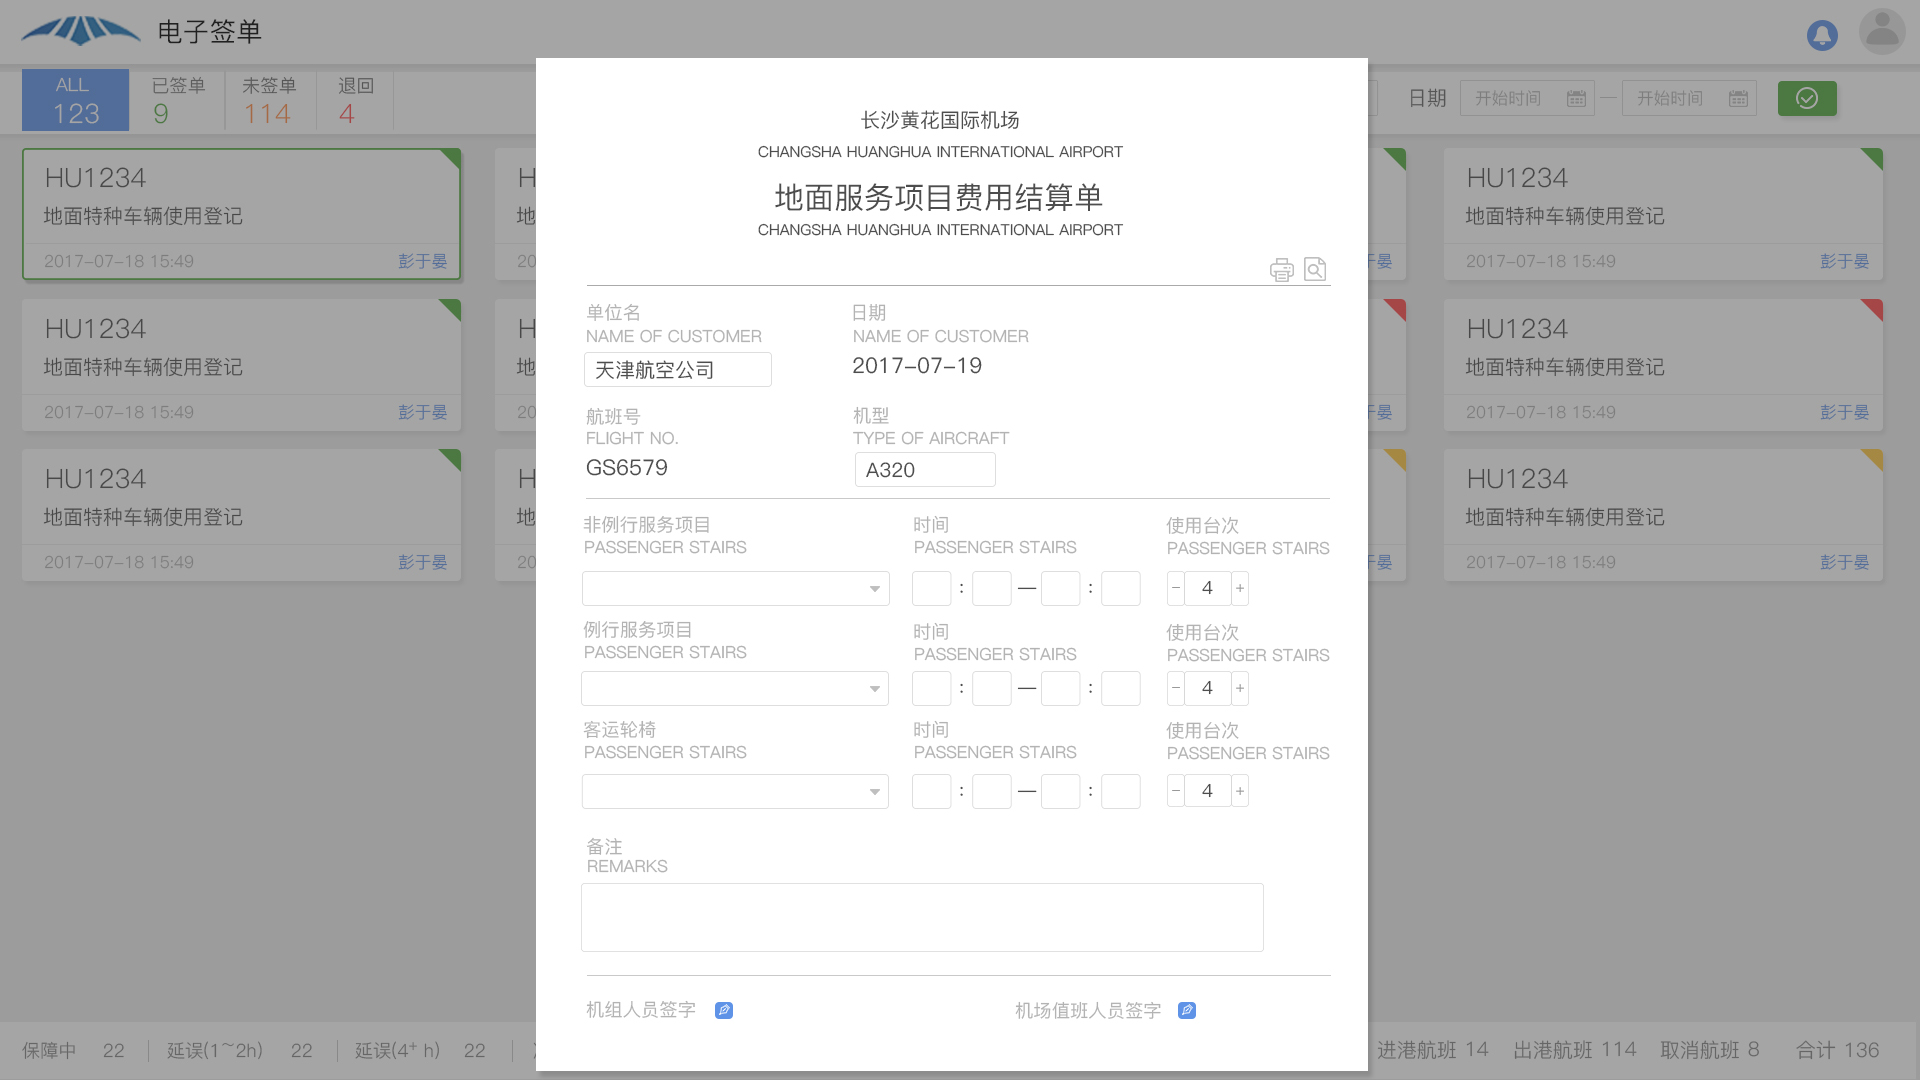 电子签单
ALL
123
已签单
9
未签单
114
退回
4
日期
开始时间
开始时间
HU1234
地面特种车辆使用登记
2017-07-18 15:49
彭于晏
HU1234
地面特种车辆使用登记
2017-07-18 15:49
彭于晏
HU1234
地面特种车辆使用登记
2017-07-18 15:49
彭于晏
H
地
20
H
地
20
H
地
20
于晏
于晏
于晏
HU1234
地面特种车辆使用登记
2017-07-18 15:49
彭于晏
HU1234
地面特种车辆使用登记
2017-07-18 15:49
彭于晏
HU1234
地面特种车辆使用登记
2017-07-18 15:49
彭于晏
长沙黄花国际机场
CHANGSHA HUANGHUA INTERNATIONAL AIRPORT
地面服务项目费用结算单
CHANGSHA HUANGHUA INTERNATIONAL AIRPORT
单位名
NAME OF CUSTOMER
天津航空公司
日期
NAME OF CUSTOMER
2017-07-19
航班号
FLIGHT NO.
GS6579
机型
TYPE OF AIRCRAFT
A320
非例行服务项目
PASSENGER STAIRS
时间
PASSENGER STAIRS
: — :
使用台次
PASSENGER STAIRS
− 4 +
例行服务项目
PASSENGER STAIRS
时间
PASSENGER STAIRS
: — :
使用台次
PASSENGER STAIRS
− 4 +
客运轮椅
PASSENGER STAIRS
时间
PASSENGER STAIRS
: — :
使用台次
PASSENGER STAIRS
− 4 +
备注
REMARKS
机组人员签字
机场值班人员签字
保障中 22
延误(1~2h) 22
延误(4+ h) 22
进港航班 14
出港航班 114
取消航班 8
合计 136